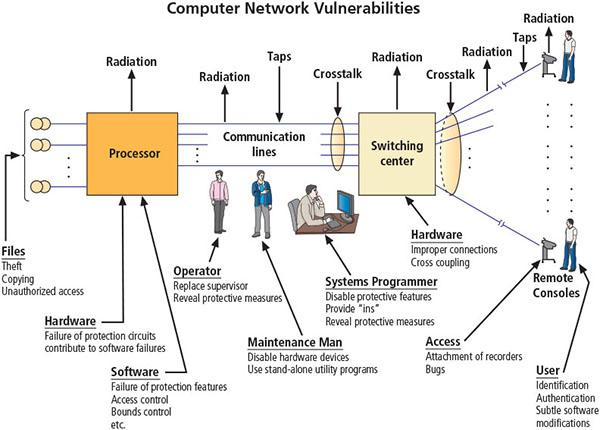 Computer Network Vulnerabilities
Radiation
Taps
Radiation
Radiation
Taps
Crosstalk
Radiation
Crosstalk
Radiation
Processor
Communication
lines
Switching
center
Files
Theft
Copying
Unauthorized access
Operator
Replace supervisor
Reveal protective measures
Systems Programmer
Disable protective features
Provide "ins"
Reveal protective measures
Hardware
Improper connections
Cross coupling
Remote
Consoles
Hardware
Failure of protection circuits
contribute to software failures
Maintenance Man
Disable hardware devices
Use stand-alone utility programs
Access
Attachment of recorders
Bugs
Software
Failure of protection features
Access control
Bounds control
etc.
User
Identification
Authentication
Subtle software
modifications